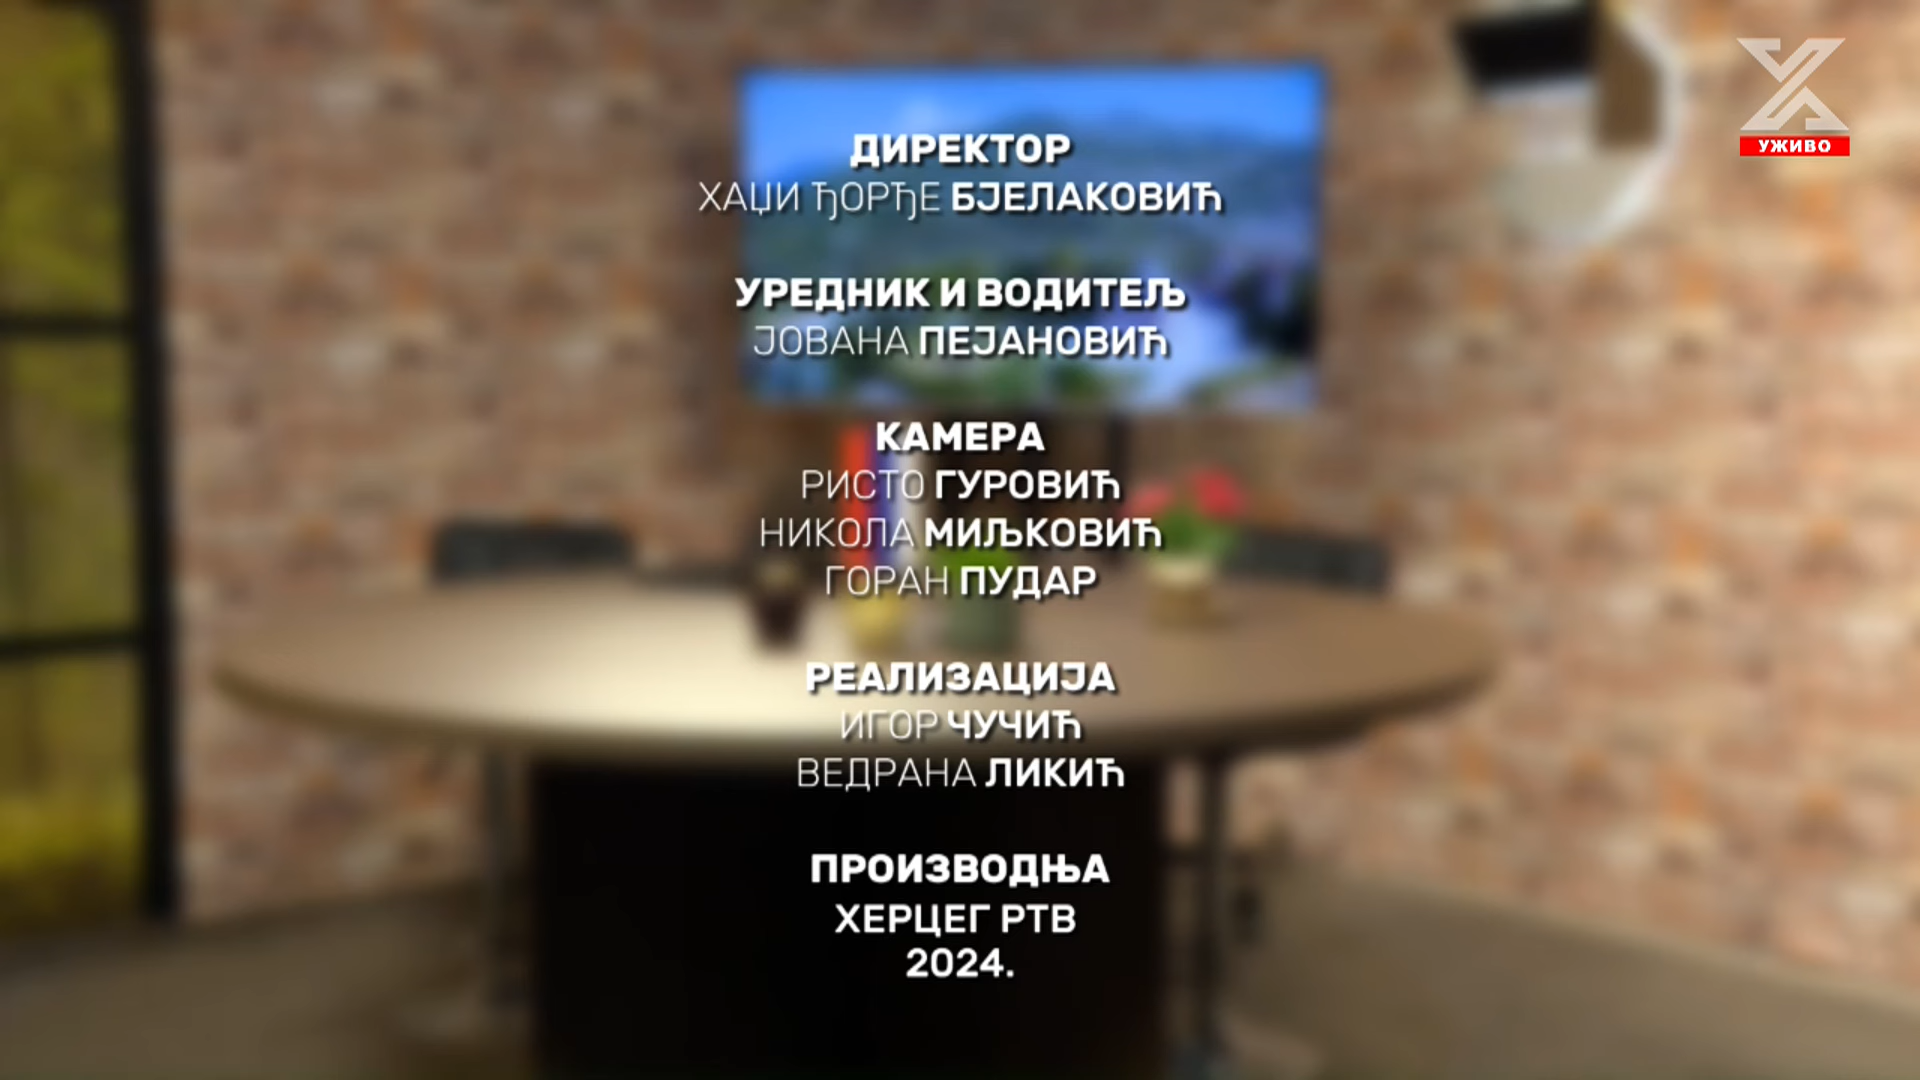 УЖИВО
ДИРЕКТОР
ХАЏИ ЂОРЂЕ БЈЕЛАКОВИЋ
УРЕДНИК И ВОДИТЕЉ
ЈОВАНА ПЕЈАНОВИЋ
КАМЕРА
РИСТО ГУРОВИЋ
НИКОЛА МИЉКОВИЋ
ГОРАН ПУДАР
РЕАЛИЗАЦИЈА
ИГОР ЧУЧИЋ
ВЕДРАНА ЛИКИЋ
ПРОИЗВОДЊА
ХЕРЦЕГ РТВ
2024.